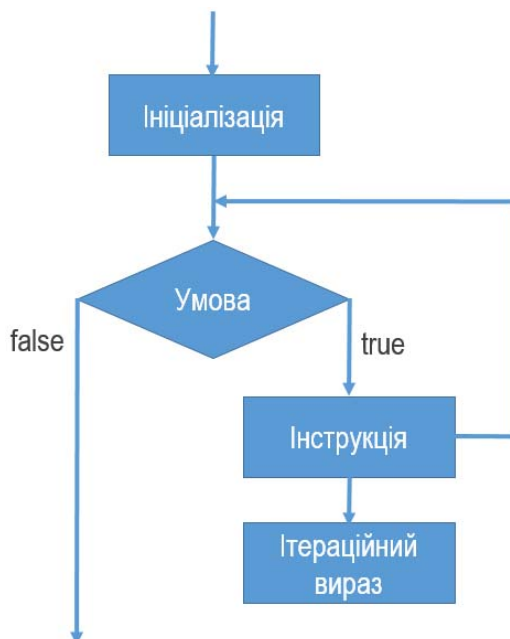 Ініціалізація
Умова
false
true
Інструкція
Ітераційний
вираз